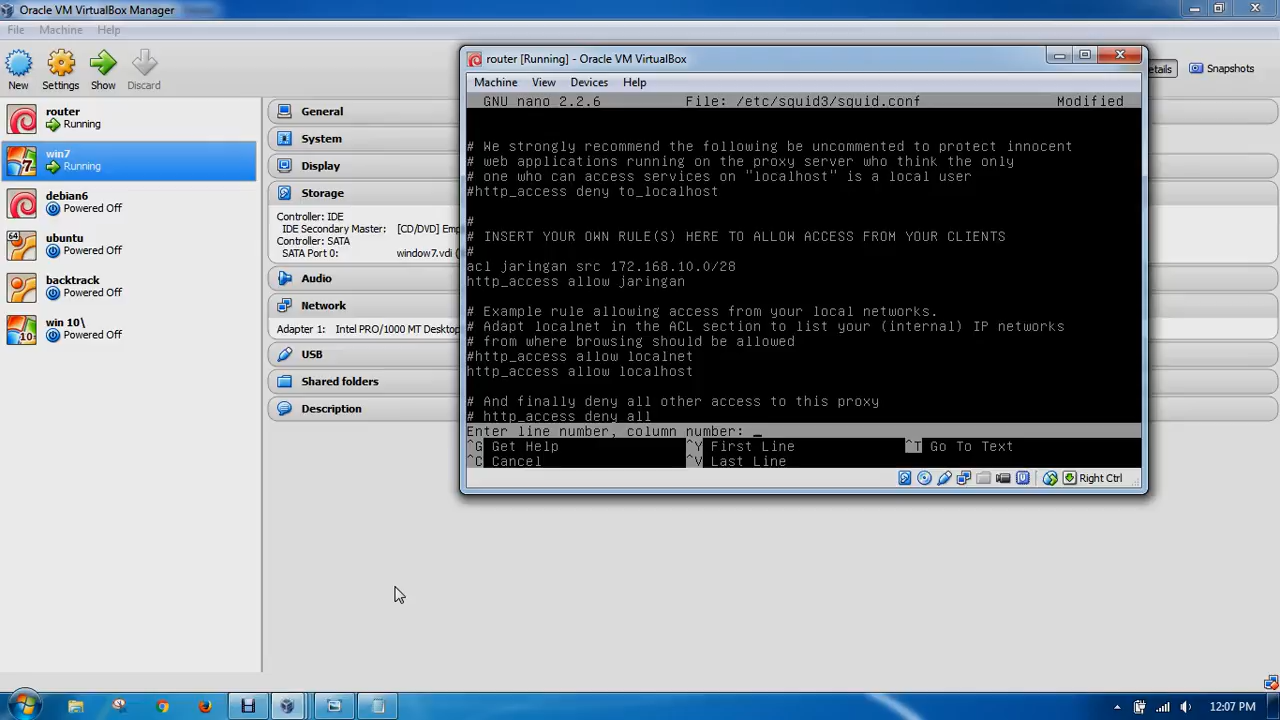 Oracle VM VirtualBox Manager
File Machine Help
New Settings Show Discard
Snapshots
router
Running
win7
Running
debian6
Powered Off
64
ubuntu
Powered Off
backtrack
Powered Off
10
win 10\
Powered Off
General
System
Display
Storage
Controller: IDE
IDE Secondary Master: [CD/DVD] Emp
Controller: SATA
SATA Port 0: window7.vdi (
Audio
Network
Adapter 1: Intel PRO/1000 MT Desktop
USB
Shared folders
Description
router [Running] - Oracle VM VirtualBox
Machine View Devices Help
GNU nano 2.2.6 File: /etc/squid3/squid.conf Modified
# We strongly recommend the following be uncommented to protect innocent
# web applications running on the proxy server who think the only
# one who can access services on "localhost" is a local user
#http_access deny to_localhost
#
# INSERT YOUR OWN RULE(S) HERE TO ALLOW ACCESS FROM YOUR CLIENTS
#
acl jaringan src 172.168.10.0/28
http_access allow jaringan
# Example rule allowing access from your local networks.
# Adapt localnet in the ACL section to list your (internal) IP networks
# from where browsing should be allowed
#http_access allow localnet
http_access allow localhost
# And finally deny all other access to this proxy
# http_access deny all
Enter line number, column number: _
^G Get Help ^Y First Line ^T Go To Text
^C Cancel ^V Last Line
Right Ctrl
12:07 PM